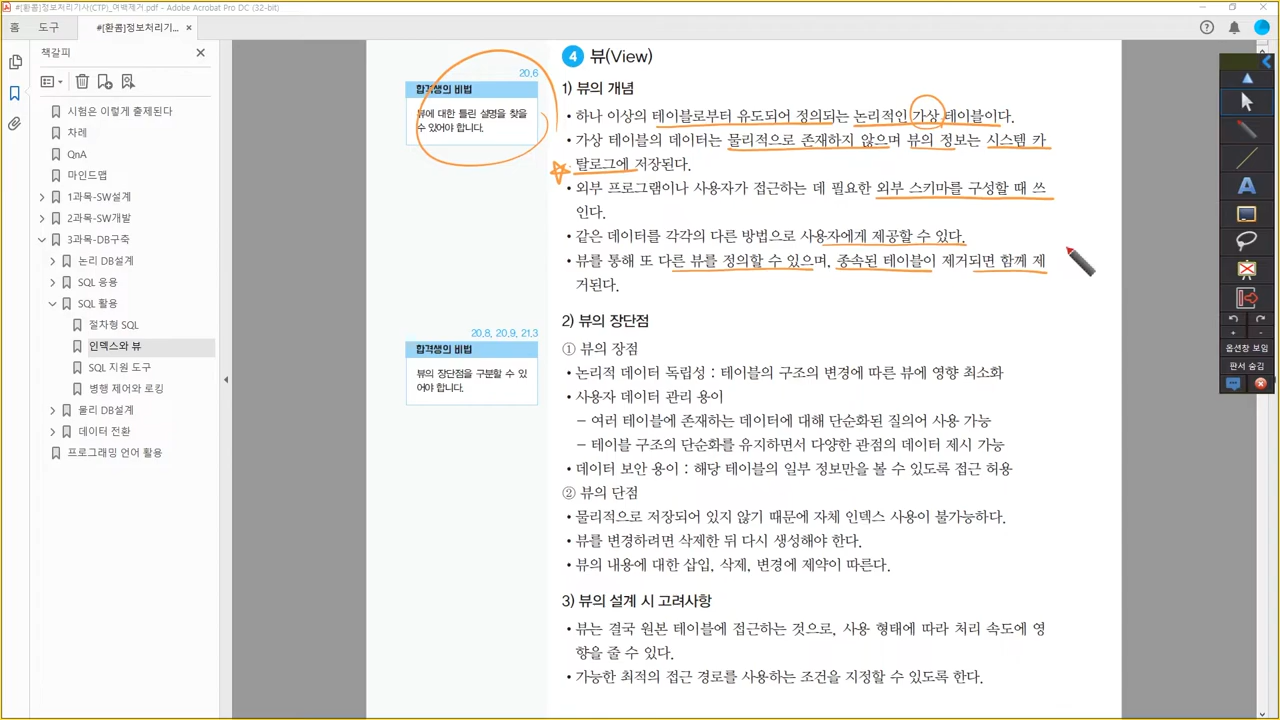 #[환콤]정보처리기사(CTP)_여백제거.pdf - Adobe Acrobat Pro DC (32-bit)
홈 도구 #[환콤]정보처리기... ×
책갈피
시험은 이렇게 출제된다
차례
QnA
마인드맵
1과목-SW설계
2과목-SW개발
3과목-DB구축
논리 DB설계
SQL 응용
SQL 활용
절차형 SQL
인덱스와 뷰
SQL 지원 도구
병행 제어와 로킹
물리 DB설계
데이터 전환
프로그래밍 언어 활용
20.6
합격생의 비법
뷰에 대한 틀린 설명을 찾을
수 있어야 합니다.
20.8, 20.9, 21.3
합격생의 비법
뷰의 장단점을 구분할 수 있
어야 합니다.
4 뷰(View)
1) 뷰의 개념
• 하나 이상의 테이블로부터 유도되어 정의되는 논리적인 가상 테이블이다.
• 가상 테이블의 데이터는 물리적으로 존재하지 않으며 뷰의 정보는 시스템 카
탈로그에 저장된다.
• 외부 프로그램이나 사용자가 접근하는 데 필요한 외부 스키마를 구성할 때 쓰
인다.
• 같은 데이터를 각각의 다른 방법으로 사용자에게 제공할 수 있다.
• 뷰를 통해 또 다른 뷰를 정의할 수 있으며, 종속된 테이블이 제거되면 함께 제
거된다.
2) 뷰의 장단점
① 뷰의 장점
• 논리적 데이터 독립성 : 테이블의 구조의 변경에 따른 뷰에 영향 최소화
• 사용자 데이터 관리 용이
– 여러 테이블에 존재하는 데이터에 대해 단순화된 질의어 사용 가능
– 테이블 구조의 단순화를 유지하면서 다양한 관점의 데이터 제시 가능
• 데이터 보안 용이 : 해당 테이블의 일부 정보만을 볼 수 있도록 접근 허용
② 뷰의 단점
• 물리적으로 저장되어 있지 않기 때문에 자체 인덱스 사용이 불가능하다.
• 뷰를 변경하려면 삭제한 뒤 다시 생성해야 한다.
• 뷰의 내용에 대한 삽입, 삭제, 변경에 제약이 따른다.
3) 뷰의 설계 시 고려사항
• 뷰는 결국 원본 테이블에 접근하는 것으로, 사용 형태에 따라 처리 속도에 영
향을 줄 수 있다.
• 가능한 최적의 접근 경로를 사용하는 조건을 지정할 수 있도록 한다.
A
+ -
옵션창 보임
판서 숨김